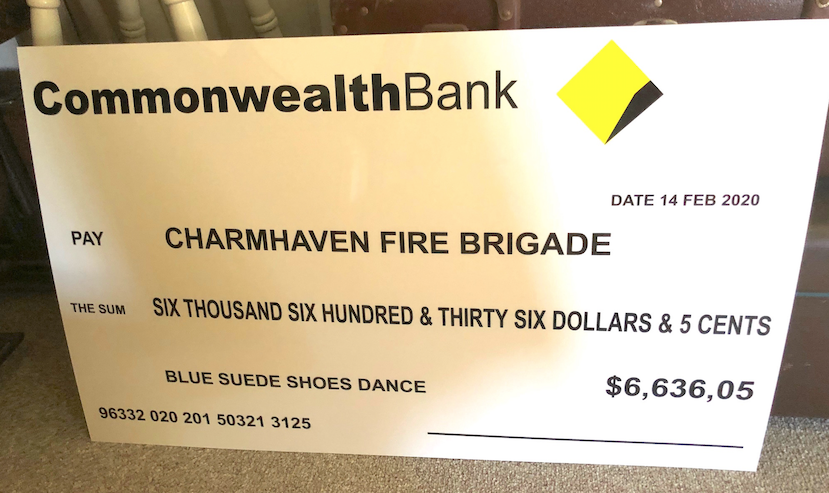 CommonwealthBank
DATE 14 FEB 2020
PAY CHARMHAVEN FIRE BRIGADE
THE SUM SIX THOUSAND SIX HUNDRED & THIRTY SIX DOLLARS & 5 CENTS
BLUE SUEDE SHOES DANCE $6,636,05
96332 020 201 50321 3125